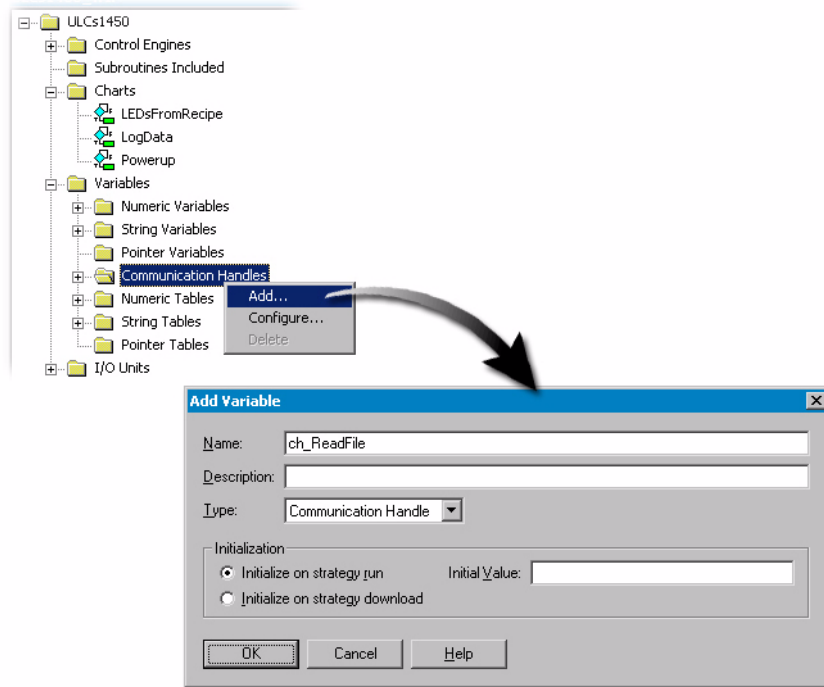 ULCs1450
Control Engines
Subroutines Included
Charts
LEDsFromRecipe
LogData
Powerup
Variables
Numeric Variables
String Variables
Pointer Variables
Communication Handles
Add...
Numeric Tables
Configure...
String Tables
Delete
Pointer Tables
I/O Units
Add Variable
Name: ch_ReadFile
Description:
Type: Communication Handle
Initialization
Initialize on strategy run Initial Value:
Initialize on strategy download
OK Cancel Help